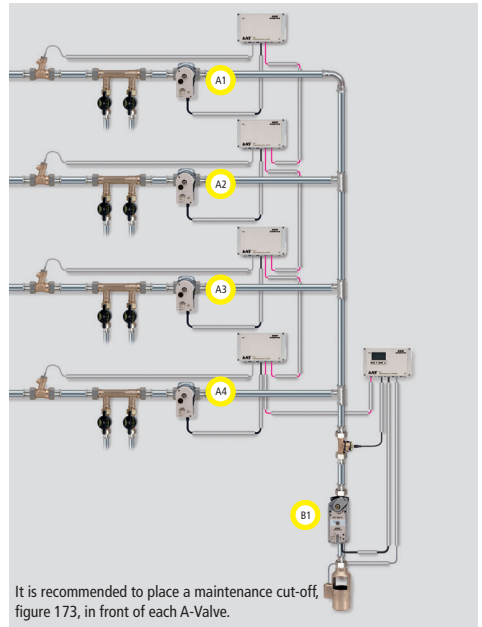 A1
A2
A3
A4
B1
It is recommended to place a maintenance cut-off,
figure 173, in front of each A-Valve.